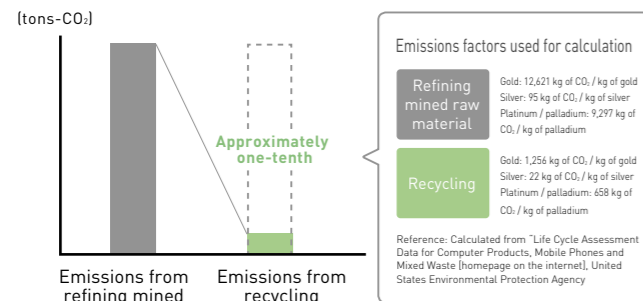 (tons-CO₂)
Approximately
one-tenth
Emissions from
refining mined
Emissions from
recycling
Emissions factors used for calculation
Refining
mined raw
material
Gold: 12,621 kg of CO₂ / kg of gold
Silver: 95 kg of CO₂ / kg of silver
Platinum / palladium: 9,297 kg of
CO₂ / kg of palladium
Recycling
Gold: 1,256 kg of CO₂ / kg of gold
Silver: 22 kg of CO₂ / kg of silver
Platinum / palladium: 658 kg of
CO₂ / kg of palladium
Reference: Calculated from “Life Cycle Assessment
Data for Computer Products, Mobile Phones and
Mixed Waste [homepage on the internet], United
States Environmental Protection Agency